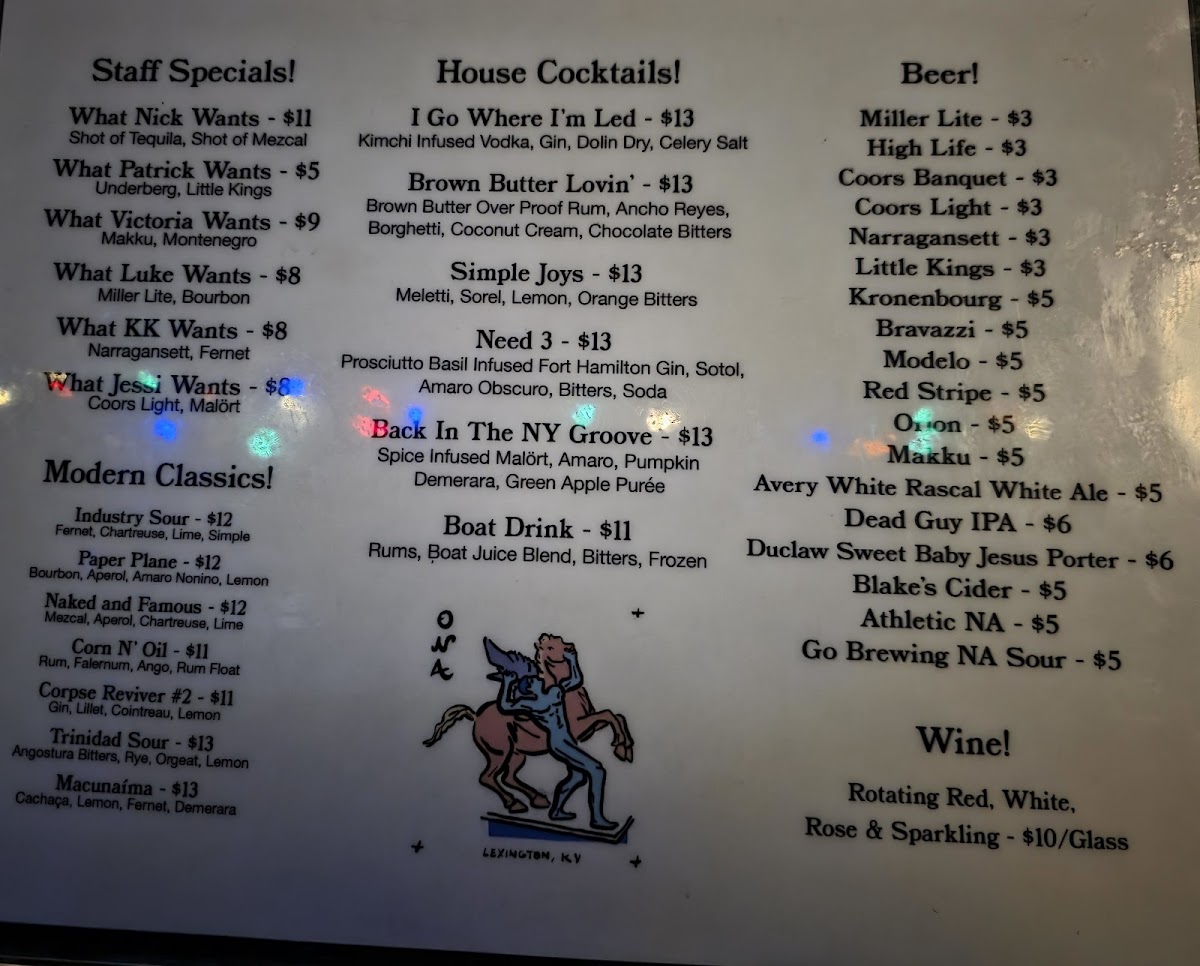 Staff Specials!
What Nick Wants - $11
Shot of Tequila, Shot of Mezcal
What Patrick Wants - $5
Underberg, Little Kings
What Victoria Wants - $9
Makku, Montenegro
What Luke Wants - $8
Miller Lite, Bourbon
What KK Wants - $8
Narragansett, Fernet
What Jessi Wants - $8
Coors Light, Malört
Modern Classics!
Industry Sour - $12
Fernet, Chartreuse, Lime, Simple
Paper Plane - $12
Bourbon, Aperol, Amaro Nonino, Lemon
Naked and Famous - $12
Mezcal, Aperol, Chartreuse, Lime
Corn N' Oil - $11
Rum, Falernum, Ango, Rum Float
Corpse Reviver #2 - $11
Gin, Lillet, Cointreau, Lemon
Trinidad Sour - $13
Angostura Bitters, Rye, Orgeat, Lemon
Macunaíma - $13
Cachaça, Lemon, Fernet, Demerara
House Cocktails!
I Go Where I'm Led - $13
Kimchi Infused Vodka, Gin, Dolin Dry, Celery Salt
Brown Butter Lovin' - $13
Brown Butter Over Proof Rum, Ancho Reyes,
Borghetti, Coconut Cream, Chocolate Bitters
Simple Joys - $13
Meletti, Sorel, Lemon, Orange Bitters
Need 3 - $13
Prosciutto Basil Infused Fort Hamilton Gin, Sotol,
Amaro Obscuro, Bitters, Soda
Back In The NY Groove - $13
Spice Infused Malört, Amaro, Pumpkin
Demerara, Green Apple Purée
Boat Drink - $11
Rums, Boat Juice Blend, Bitters, Frozen
ONA
LEXINGTON, KY
Beer!
Miller Lite - $3
High Life - $3
Coors Banquet - $3
Coors Light - $3
Narragansett - $3
Little Kings - $3
Kronenbourg - $5
Bravazzi - $5
Modelo - $5
Red Stripe - $5
Orion - $5
Makku - $5
Avery White Rascal White Ale - $5
Dead Guy IPA - $6
Duclaw Sweet Baby Jesus Porter - $6
Blake's Cider - $5
Athletic NA - $5
Go Brewing NA Sour - $5
Wine!
Rotating Red, White,
Rose & Sparkling - $10/Glass